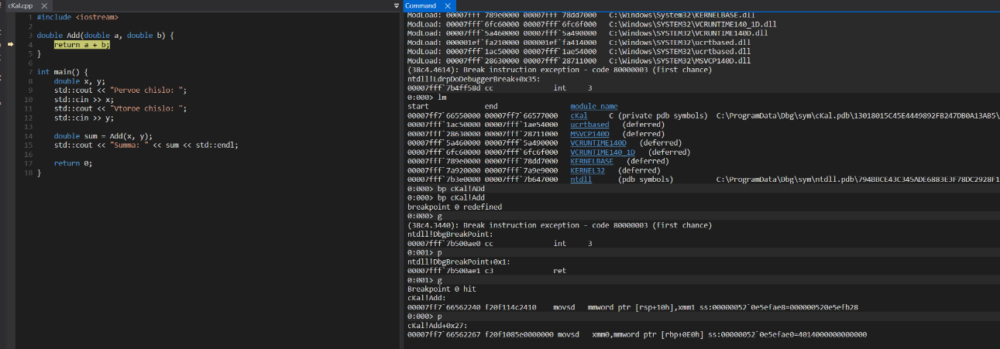 cKal.cpp
1 #include <iostream>
2
3 double Add(double a, double b) {
4 return a + b;
5 }
6
7 int main() {
8 double x, y;
9 std::cout << "Pervoe chislo: ";
10 std::cin >> x;
11 std::cout << "Vtoroe chislo: ";
12 std::cin >> y;
13
14 double sum = Add(x, y);
15 std::cout << "Summa: " << sum << std::endl;
16
17 return 0;
18 }
Command
ModLoad: 00007fff`789e0000 00007fff`78dd7000 C:\Windows\System32\KERNELBASE.dll
ModLoad: 00007fff`6fc60000 00007fff`6fc6f000 C:\Windows\SYSTEM32\VCRUNTIME140_1D.dll
ModLoad: 00007fff`5a460000 00007fff`5a490000 C:\Windows\SYSTEM32\VCRUNTIME140D.dll
ModLoad: 000001ef`fa210000 000001ef`fa414000 C:\Windows\SYSTEM32\ucrtbased.dll
ModLoad: 00007fff`1ac50000 00007fff`1ae54000 C:\Windows\SYSTEM32\ucrtbased.dll
ModLoad: 00007fff`28630000 00007fff`28711000 C:\Windows\SYSTEM32\MSVCP140D.dll
(38c4.4614): Break instruction exception - code 80000003 (first chance)
ntdll!LdrpDoDebuggerBreak+0x35:
00007fff`7b4ff58d cc int 3
0:000> lm
start end module name
00007ff7`66550000 00007ff7`66577000 cKal C (private pdb symbols) C:\ProgramData\Dbg\sym\cKal.pdb\13018015C45E4449892FB247DB0A13AB5\
00007fff`1ac50000 00007fff`1ae54000 ucrtbased (deferred)
00007fff`28630000 00007fff`28711000 MSVCP140D (deferred)
00007fff`5a460000 00007fff`5a490000 VCRUNTIME140D (deferred)
00007fff`6fc60000 00007fff`6fc6f000 VCRUNTIME140_1D (deferred)
00007fff`789e0000 00007fff`78dd7000 KERNELBASE (deferred)
00007fff`7a920000 00007fff`7a9e9000 KERNEL32 (deferred)
00007fff`7b3e0000 00007fff`7b647000 ntdll (pdb symbols) C:\ProgramData\Dbg\sym\ntdll.pdb\794BBCE43C345ADE6883E3F78DC2928F1
0:000> bp cKal!ADd
0:000> bp cKal!Add
breakpoint 0 redefined
0:000> g
(38c4.3440): Break instruction exception - code 80000003 (first chance)
ntdll!DbgBreakPoint:
00007fff`7b500ae0 cc int 3
0:001> p
ntdll!DbgBreakPoint+0x1:
00007fff`7b500ae1 c3 ret
0:001> g
Breakpoint 0 hit
cKal!Add:
00007ff7`66562240 f20f114c2410 movsd mmword ptr [rsp+10h],xmm1 ss:00000052`0e5efae8=000000520e5efb28
0:000> p
cKal!Add+0x27:
00007ff7`66562267 f20f1085e0000000 movsd xmm0,mmword ptr [rbp+0E0h] ss:00000052`0e5efae0=4014000000000000